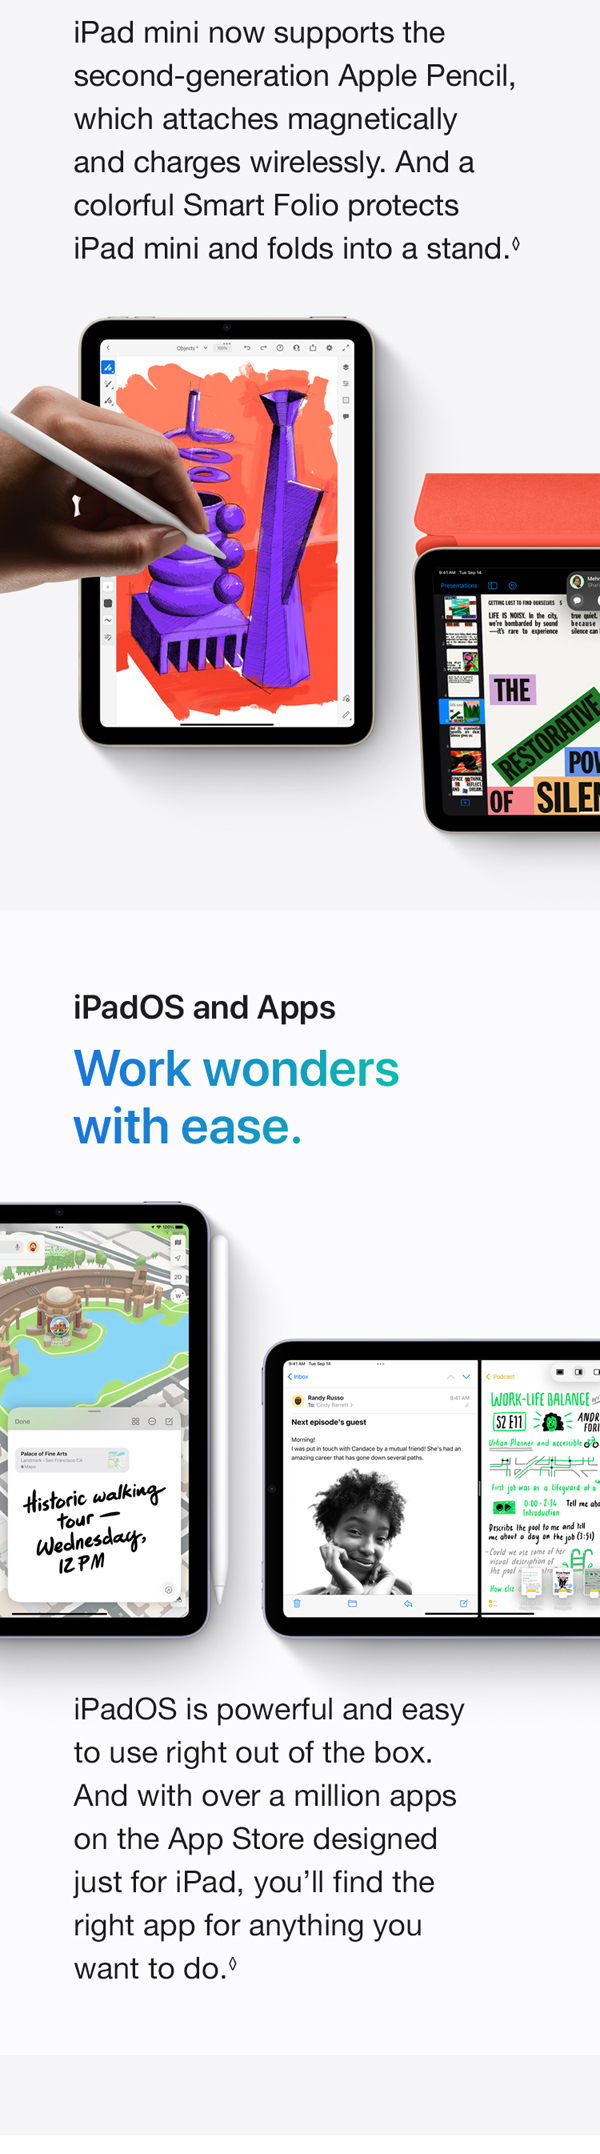 iPad mini now supports the
second-generation Apple Pencil,
which attaches magnetically
and charges wirelessly. And a
colorful Smart Folio protects
iPad mini and folds into a stand.◊
Objects *
100%
9:41 AM Tue Sep 14
Presentations
GETTING LOST TO FIND OURSELVES 5
LIFE IS NOISY. In the city,
we're bombarded by sound
—it's rare to experience
true quiet.
because
silence can
THE
RESTORATIVE
POW
OF SILEN
iPadOS and Apps
Work wonders
with ease.
100%
2D
W
Done
Palace of Fine Arts
Landmark · San Francisco, CA
Maps
Historic walking
tour —
Wednesday,
12 PM
9:41 AM Tue Sep 14
Inbox
Randy Russo
9:41 AM
To: Cindy Barrett
Next episode's guest
Morning!
I was put in touch with Candace by a mutual friend! She's had an
amazing career that has gone down several paths.
Podcast
WORK-LIFE BALANCE
S2 E11
ANDR
FORE
Urban Planner and accessible
First job was as a lifeguard at a
0:00 - 2:34
Introduction
Tell me abo
Describe the pool to me and tell
me about a day on the job (3:51)
- Could we use some of her
visual description of
the pool
How else
iPadOS is powerful and easy
to use right out of the box.
And with over a million apps
on the App Store designed
just for iPad, you'll find the
right app for anything you
want to do.◊